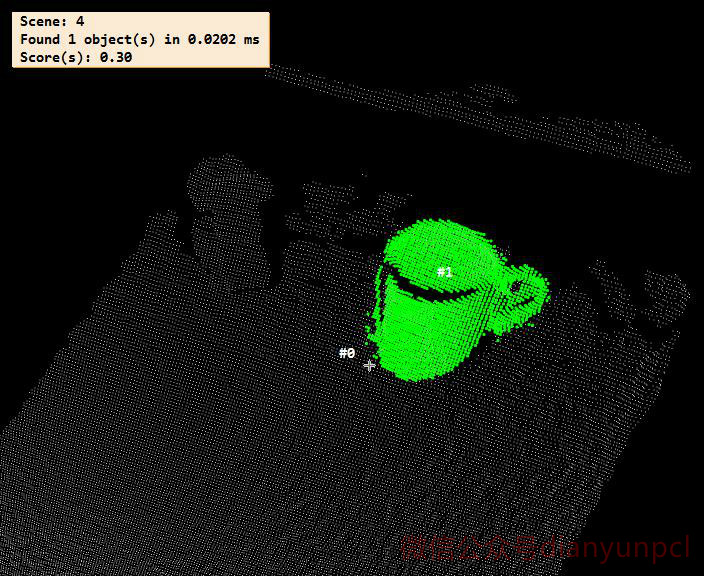 Scene: 4
Found 1 object(s) in 0.0202 ms
Score(s): 0.30
#1
#0
微信公众号dianyunpcl